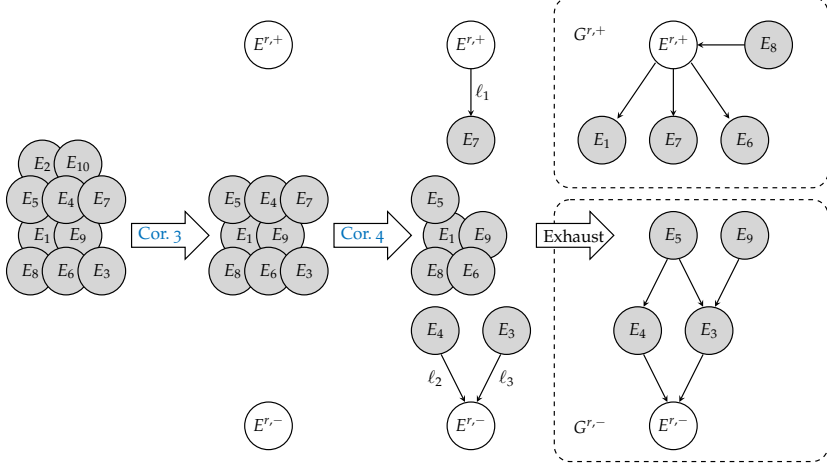 E^{r,+} E^{r,+} G^{r,+} E^{r,+} E_8
ℓ_1
E_7 E_1 E_7 E_6
E_2 E_10
E_5 E_4 E_7 E_5 E_4 E_7 E_5
E_1 E_9 Cor. 3 E_1 E_9 Cor. 4 E_1 E_9 Exhaust E_5 E_9
E_8 E_6 E_3 E_8 E_6 E_3 E_8 E_6
E_4 E_3 E_4 E_3
ℓ_2 ℓ_3
E^{r,-} E^{r,-} G^{r,-} E^{r,-}